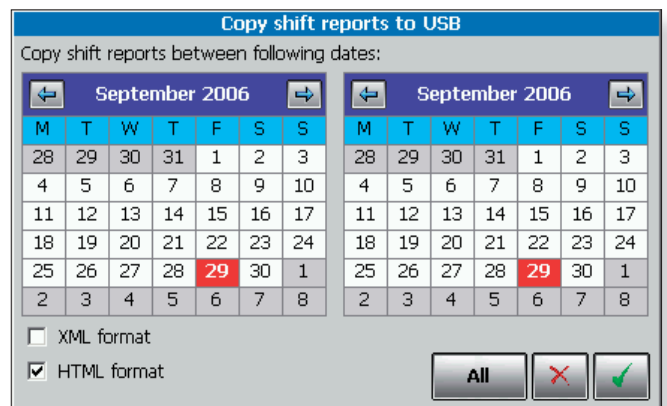 Copy shift reports to USB
Copy shift reports between following dates:
September 2006 September 2006
M T W T F S S M T W T F S S
28 29 30 31 1 2 3 28 29 30 31 1 2 3
4 5 6 7 8 9 10 4 5 6 7 8 9 10
11 12 13 14 15 16 17 11 12 13 14 15 16 17
18 19 20 21 22 23 24 18 19 20 21 22 23 24
25 26 27 28 29 30 1 25 26 27 28 29 30 1
2 3 4 5 6 7 8 2 3 4 5 6 7 8
XML format
HTML format
All